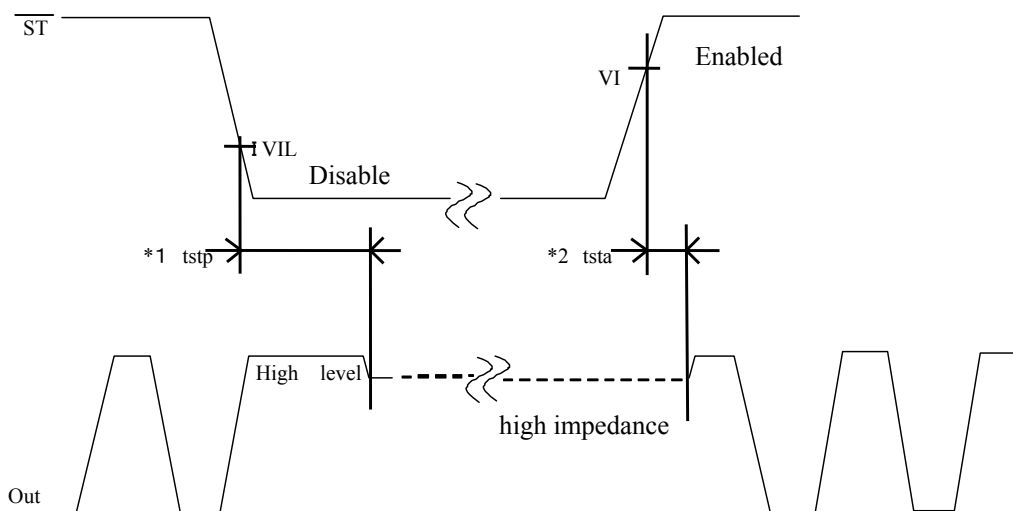 ST
Enabled
VI
VIL
Disable
*1 tstp
*2 tsta
High level
high impedance
Out